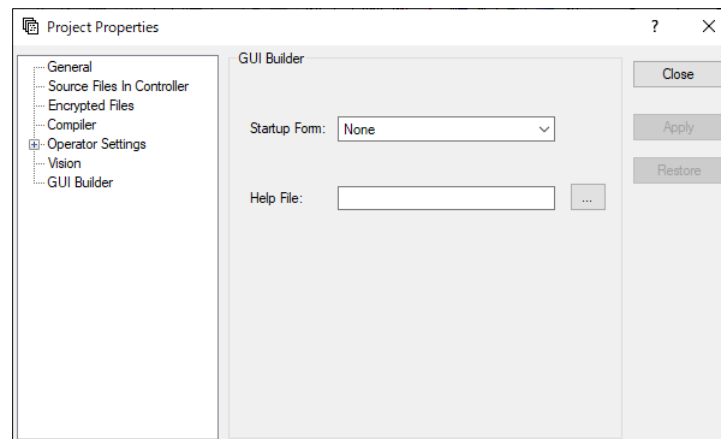 Project Properties
?
General
Source Files In Controller
Encrypted Files
Compiler
Operator Settings
Vision
GUI Builder
GUI Builder
Startup Form: None
Help File: ...
Close
Apply
Restore